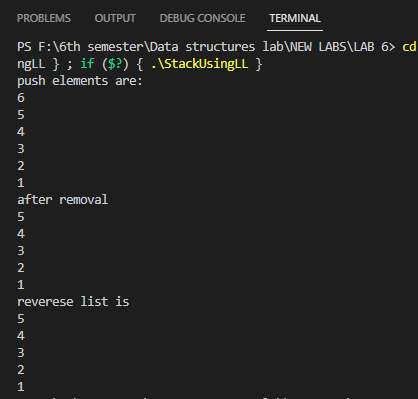 PROBLEMS OUTPUT DEBUG CONSOLE TERMINAL
PS F:\6th semester\Data structures lab\NEW LABS\LAB 6> cd
ngLL } ; if ($?) { .\StackUsingLL }
push elements are:
6
5
4
3
2
1
after removal
5
4
3
2
1
reverese list is
5
4
3
2
1